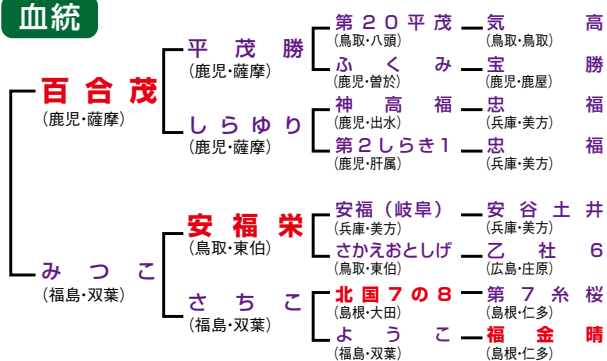 血統
百合茂
(鹿児・薩摩)
平茂勝
(鹿児・薩摩)
第20平茂
(鳥取・八頭)
気高
(鳥取・鳥取)
ふくみ
(鹿児・曽於)
宝勝
(鹿児・鹿屋)
しらゆり
(鹿児・薩摩)
神高福
(鹿児・出水)
忠福
(兵庫・美方)
第2しらき1
(鹿児・肝属)
忠福
(兵庫・美方)
みつこ
(福島・双葉)
安福栄
(鳥取・東伯)
安福(岐阜)
(兵庫・美方)
安谷土井
(兵庫・美方)
さかえおとしげ
(鳥取・東伯)
乙社6
(広島・庄原)
さちこ
(福島・双葉)
北国7の8
(島根・大田)
第7糸桜
(島根・仁多)
ようこ
(福島・双葉)
福金晴
(島根・仁多)